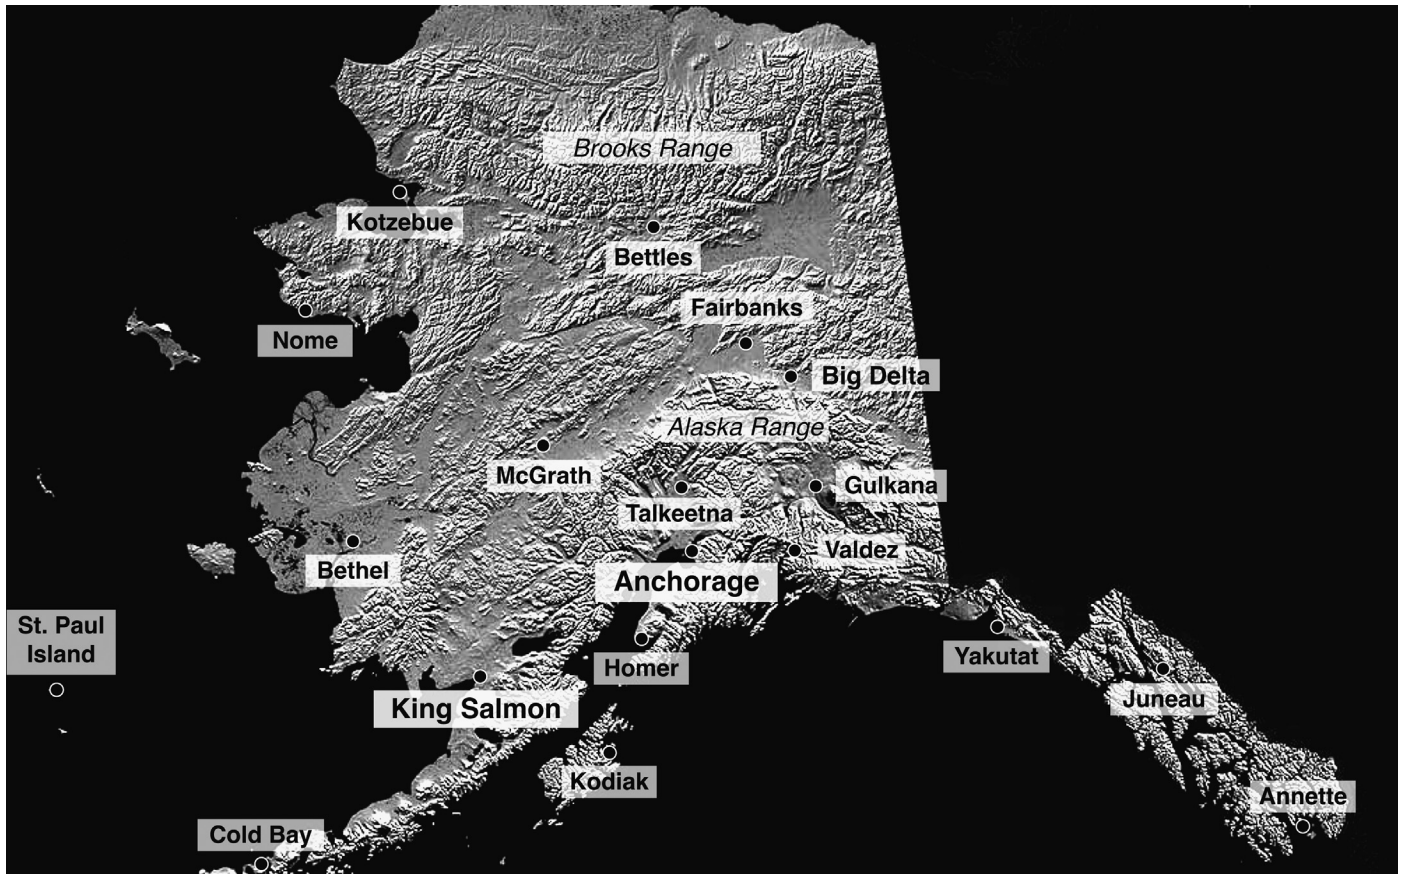 Brooks Range
Kotzebue
Bettles
Fairbanks
Nome
Big Delta
Alaska Range
McGrath
Gulkana
Talkeetna
Valdez
Bethel
Anchorage
St. Paul
Island
Yakutat
Homer
Juneau
King Salmon
Kodiak
Annette
Cold Bay